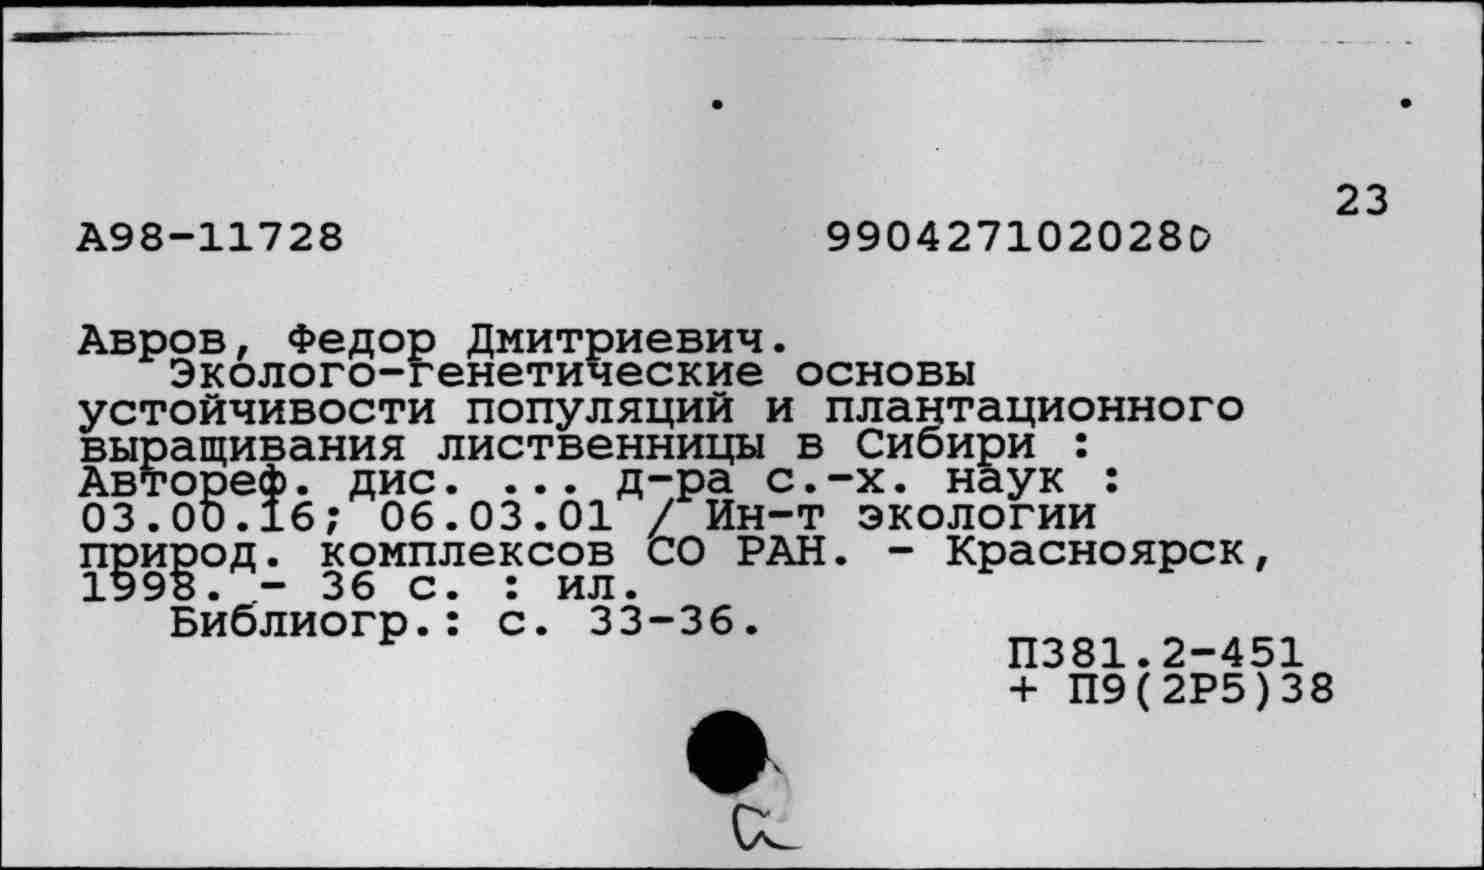 23
А98-11728 9904271020280
Авров, Федор Дмитриевич.
Эколого-генетические основы
устойчивости популяций и плантационного
выращивания лиственницы в Сибири :
Автореф. дис. ... д-ра с.-х. наук :
03.00.16; 06.03.01 / Ин-т экологии
природ. комплексов СО РАН. - Красноярск,
1998. - 36 с. : ил.
Библиогр.: с. 33-36.
П381.2-451
+ П9(2Р5)38